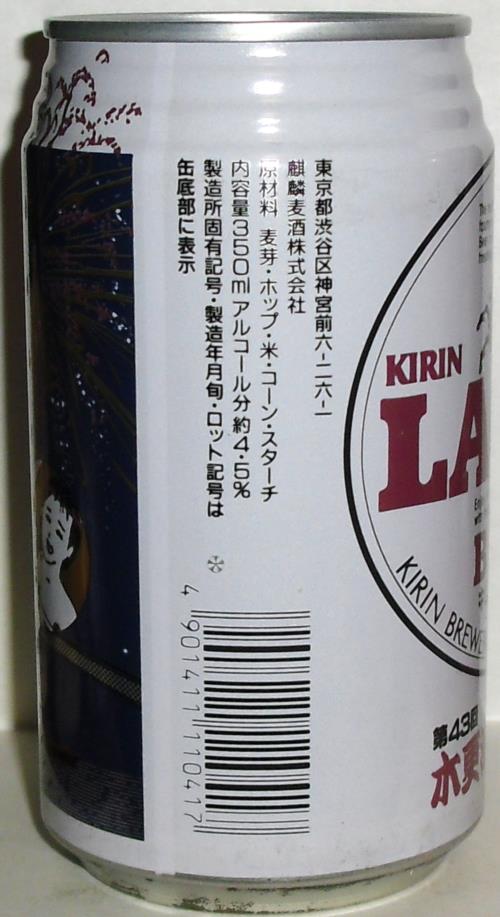 東京都渋谷区神宮前六-二六-一
麒麟麦酒株式会社
原材料 麦芽・ホップ・米・コーン・スターチ
内容量350ml アルコール分約4.5%
製造所固有記号・製造年月旬・ロット記号は
缶底部に表示
4 901411 110417
KIRIN
LA
KIRIN BREWE
第43回
木更